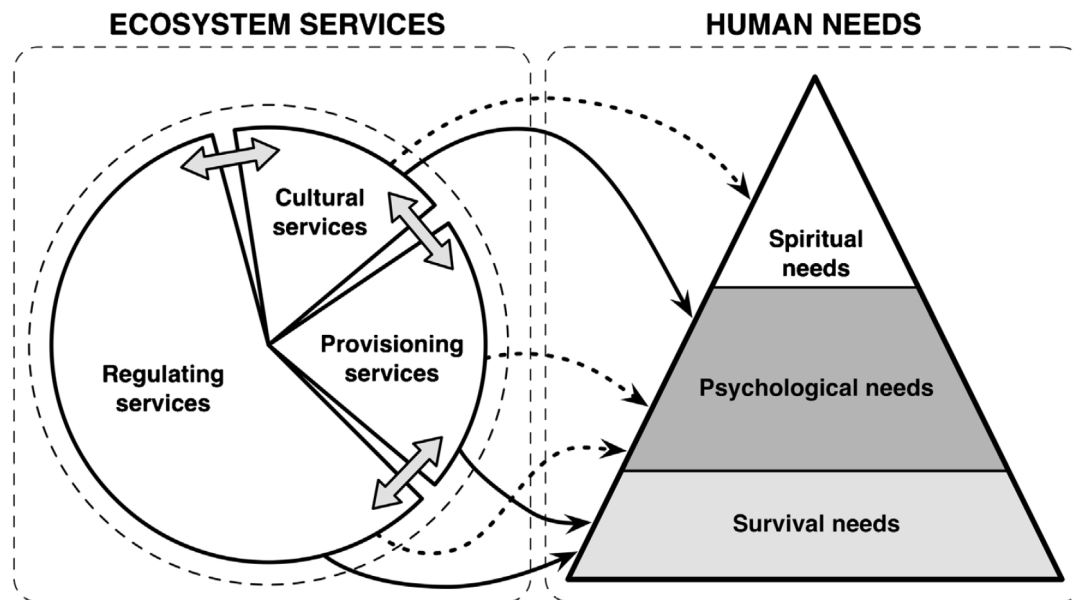 ECOSYSTEM SERVICES
HUMAN NEEDS
Cultural
services
Provisioning
services
Regulating
services
Spiritual
needs
Psychological needs
Survival needs